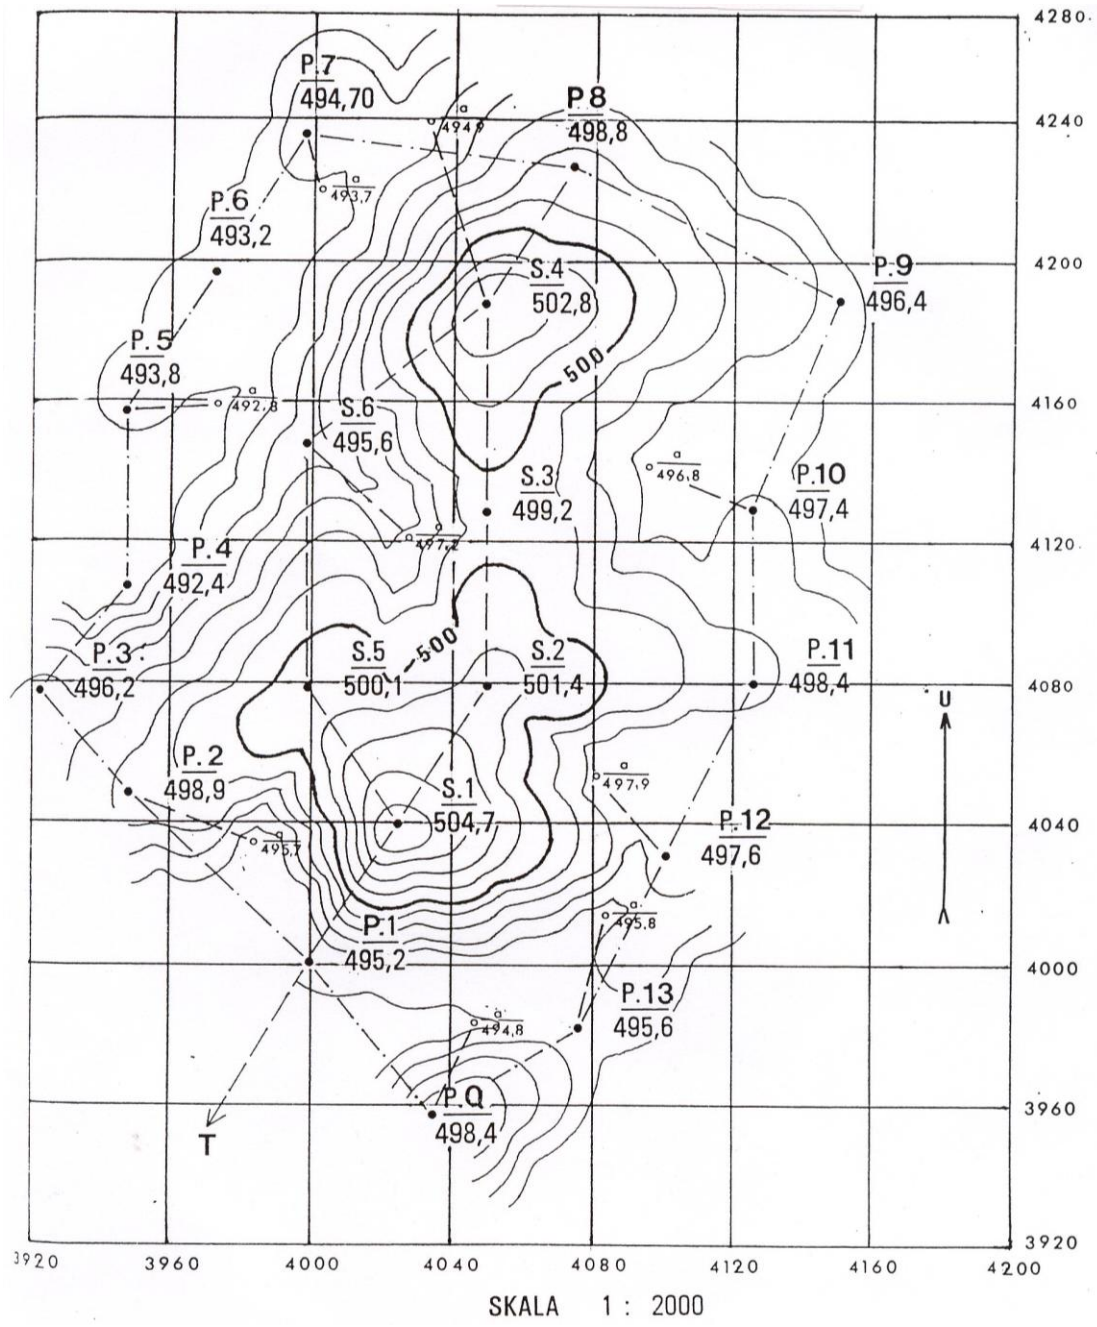 4280.
P.7
494,70
P 8
498,8
a
494,9
4240
a
493,7
P.6
493,2
S.4
502,8
P.9
496,4
4200
P. 5
493,8
500
a
492,8
4160
S.6
495,6
a
496,8
S.3
499,2
P.10
497,4
a
497,2
4120
P. 4
492,4
P.3
496,2
500
S.5
500,1
S.2
501,4
P.11
498,4
4080
U
P. 2
498,9
a
497,9
S.1
504,7
P.12
497,6
4040
a
495,7
a
495,8
P.1
495,2
4000
P.13
495,6
a
494,8
P.Q
498,4
3960
T
3920
3920 3960 4000 4040 4080 4120 4160 4200
SKALA 1 : 2000